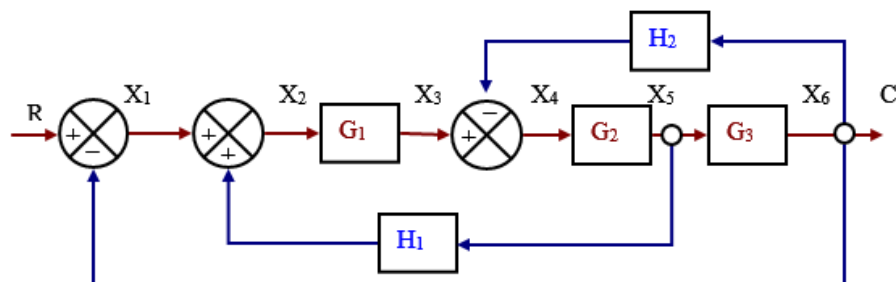 H2
R X1 X2 X3 X4 X5 X6 C
+ − + + G1 + − G2 G3
H1